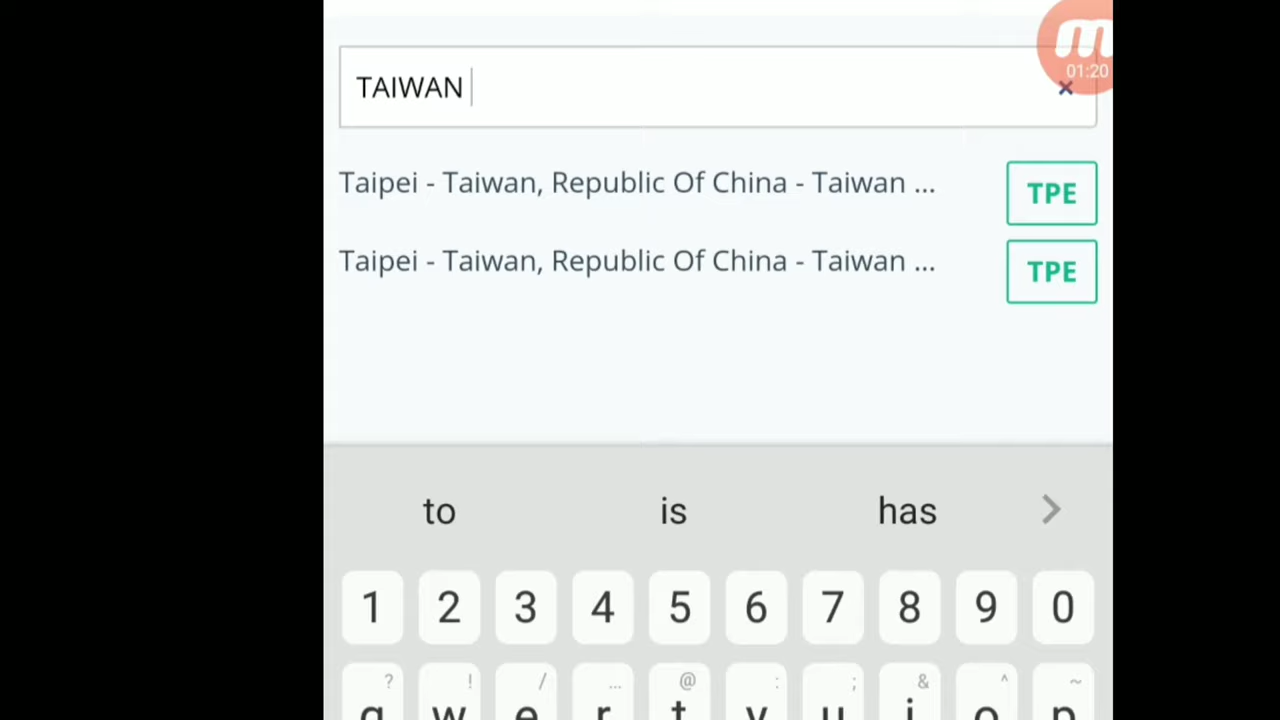 m
01:20
TAIWAN
×
Taipei - Taiwan, Republic Of China - Taiwan ...
TPE
Taipei - Taiwan, Republic Of China - Taiwan ...
TPE
to is has >
1 2 3 4 5 6 7 8 9 0
? ! / ... @ : ; & ^ ~
q w e r t y u i o p